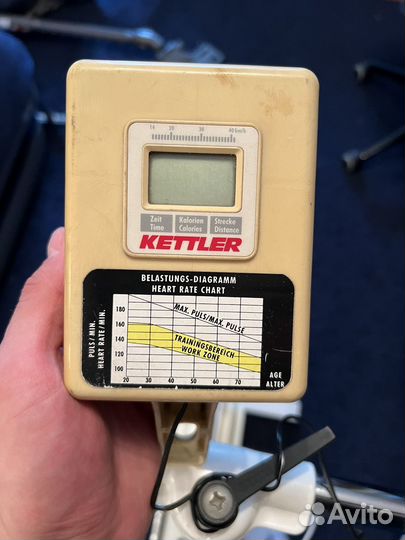 16 20 30 40 km/h
Zeit Kalorien Strecke
Time Calories Distance
KETTLER
BELASTUNGS-DIAGRAMM
HEART RATE CHART
PULS/MIN.
HEART RATE/MIN.
180
160
140
120
100
MAX. PULS/MAX. PULSE
TRAININGSBEREICH-
WORK ZONE
20 30 40 50 60 70
AGE
ALTER
Avito